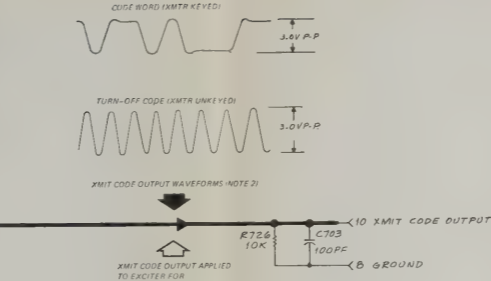 CODE WORD (XMTR KEYED)
3.0V P-P
TURN-OFF CODE (XMTR UNKEYED)
3.0V P-P
XMIT CODE OUTPUT WAVEFORMS (NOTE 2)
10 XMIT CODE OUTPUT
R726
10K
C703
100PF
8 GROUND
XMIT CODE OUTPUT APPLIED
TO EXCITER FOR